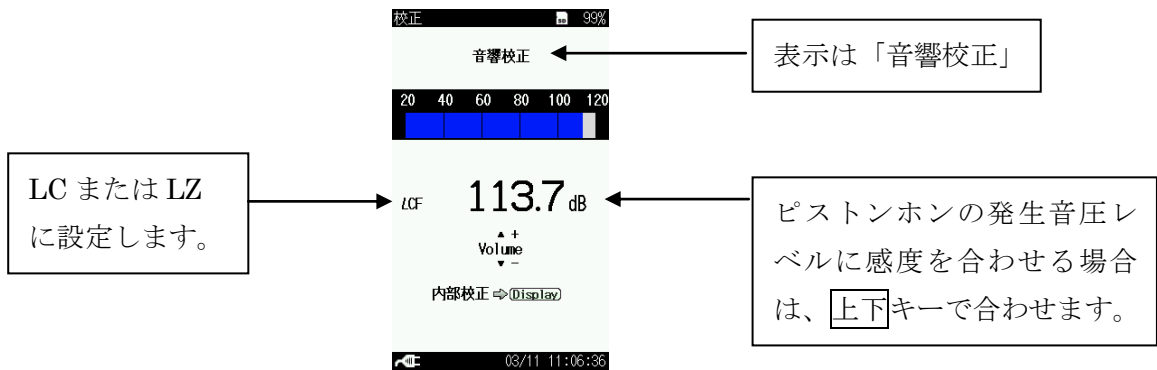 校正 SD 99%
音響校正
20 40 60 80 100 120
LCF 113.7 dB
▲ +
Volume
▼ −
内部校正 ⇨ Display
03/11 11:06:36
表示は「音響校正」
LC または LZ
に設定します。
ピストンホンの発生音圧レ
ベルに感度を合わせる場合
は、上下キーで合わせます。